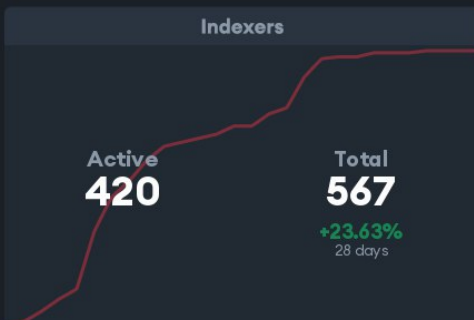 Indexers
Active
420
Total
567
+23.63%
28 days